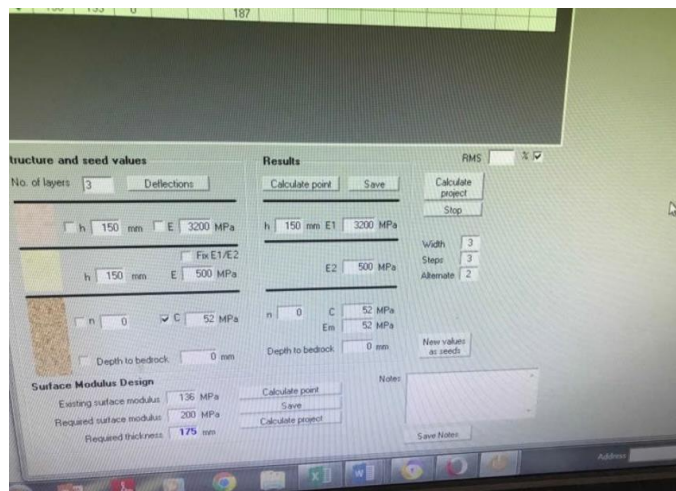 187
Structure and seed values
No. of layers 3 Deflections
h 150 mm E 3200 MPa
Fix E1/E2
h 150 mm E 500 MPa
n 0 C 52 MPa
Depth to bedrock 0 mm
Results
RMS %
Calculate point Save
h 150 mm E1 3200 MPa
E2 500 MPa
n 0 C 52 MPa
Em 52 MPa
Depth to bedrock 0 mm
Calculate project
Stop
Width 3
Steps 3
Alternate 2
New values as seeds
Surface Modulus Design
Existing surface modulus 136 MPa
Required surface modulus 200 MPa
Required thickness 175 mm
Calculate point
Save
Calculate project
Notes
Save Notes
Address